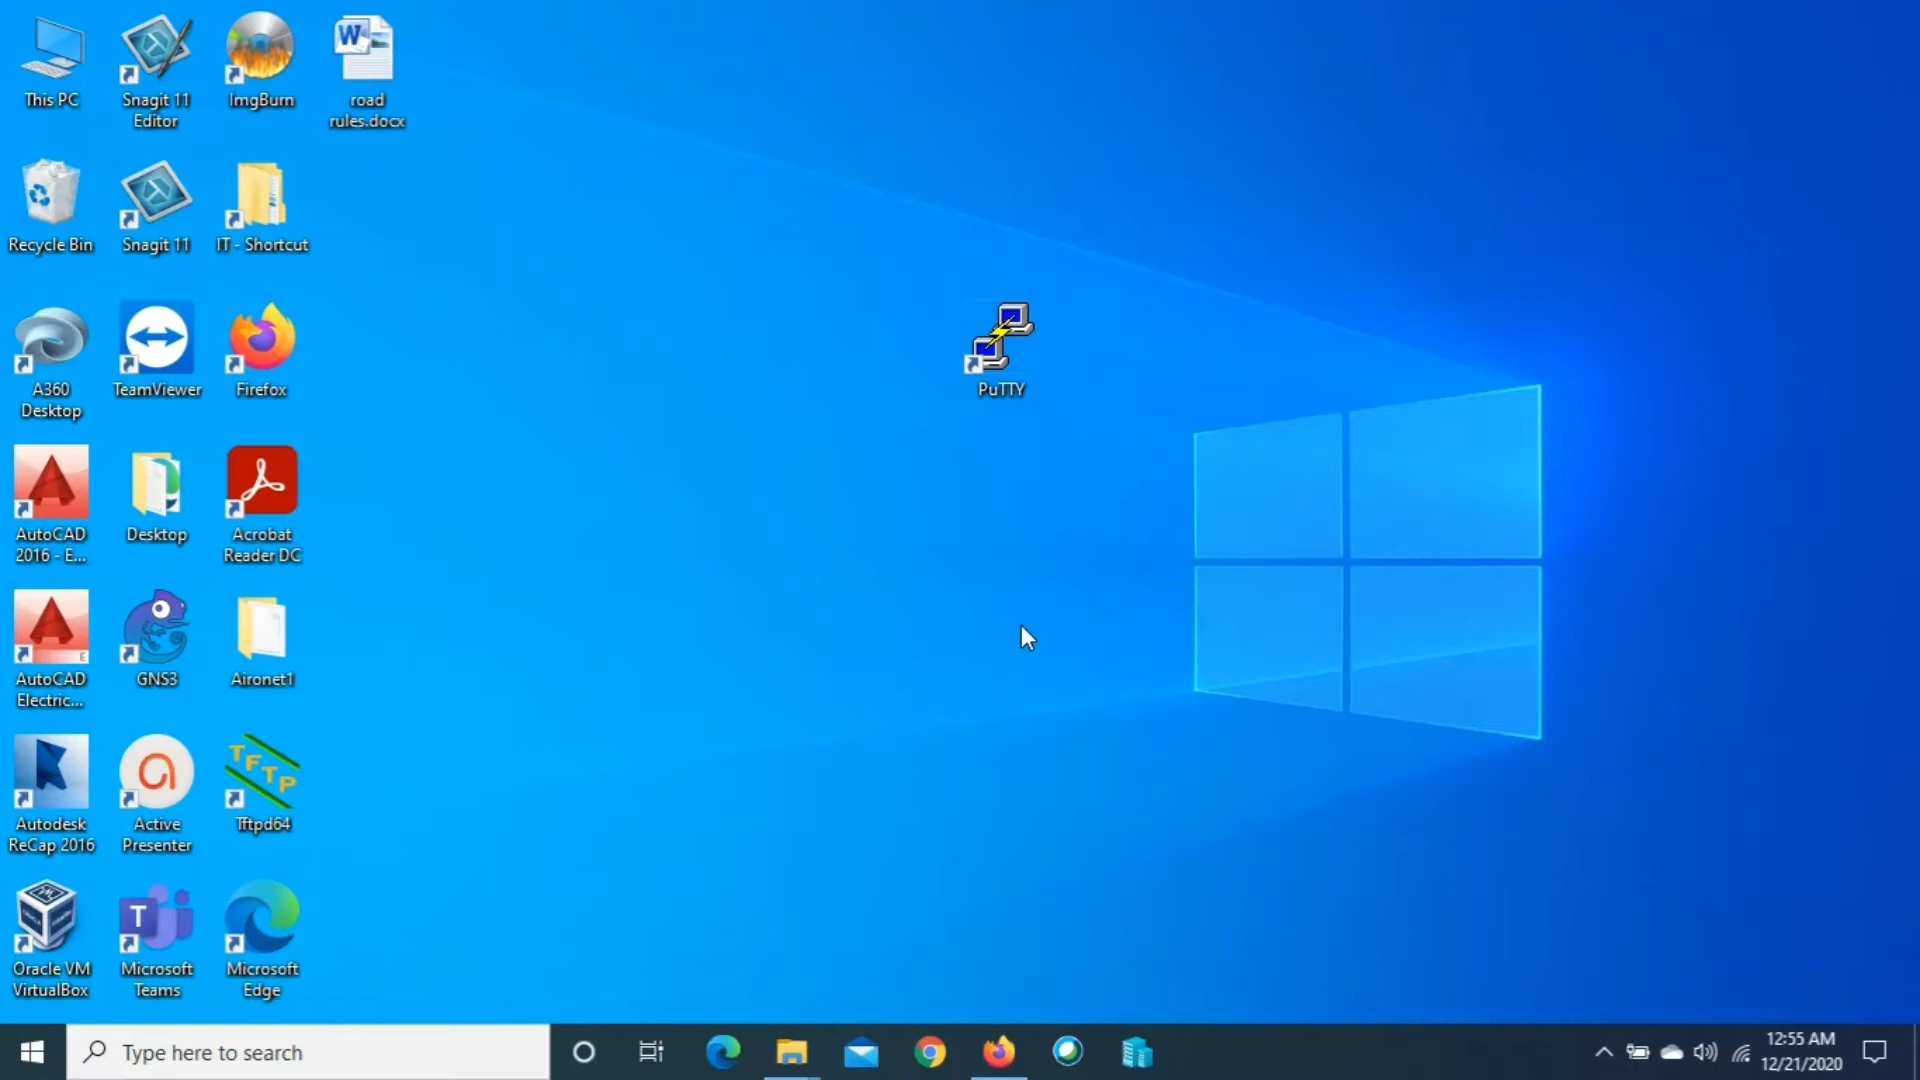 This PC
Snagit 11
Editor
ImgBurn
road
rules.docx
Recycle Bin
Snagit 11
IT - Shortcut
A360
Desktop
TeamViewer
Firefox
PuTTY
AutoCAD
2016 - E...
Desktop
Acrobat
Reader DC
AutoCAD
Electric...
GNS3
Aironet1
Autodesk
ReCap 2016
Active
Presenter
TFTP
Tftpd64
Oracle VM
VirtualBox
T
Microsoft
Teams
Microsoft
Edge
Type here to search
12:55 AM
12/21/2020